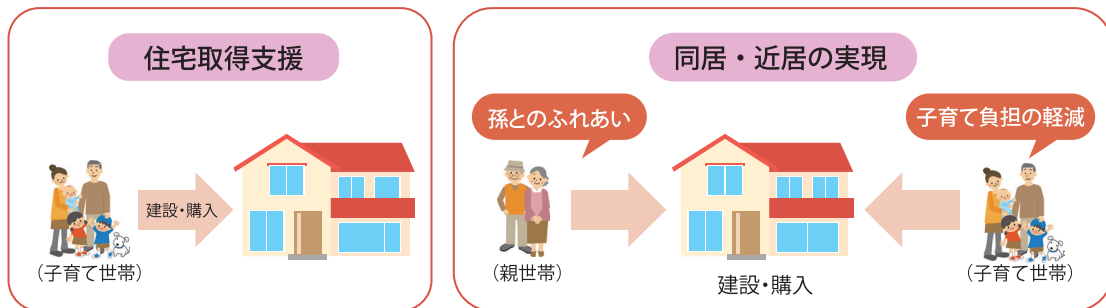 住宅取得支援
建設・購入
（子育て世帯）
同居・近居の実現
孫とのふれあい
子育て負担の軽減
（親世帯）
建設・購入
（子育て世帯）